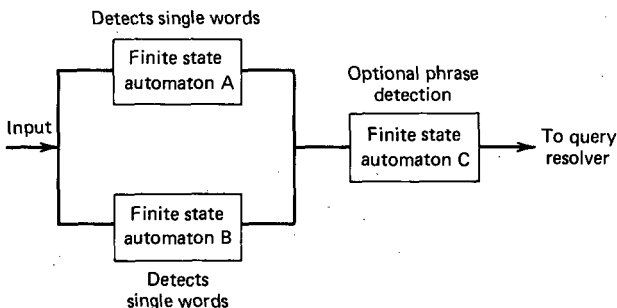 Detects single words
Finite state
automaton A
Optional phrase
detection
Input
Finite state
automaton C
To query
resolver
Finite state
automaton B
Detects
single words